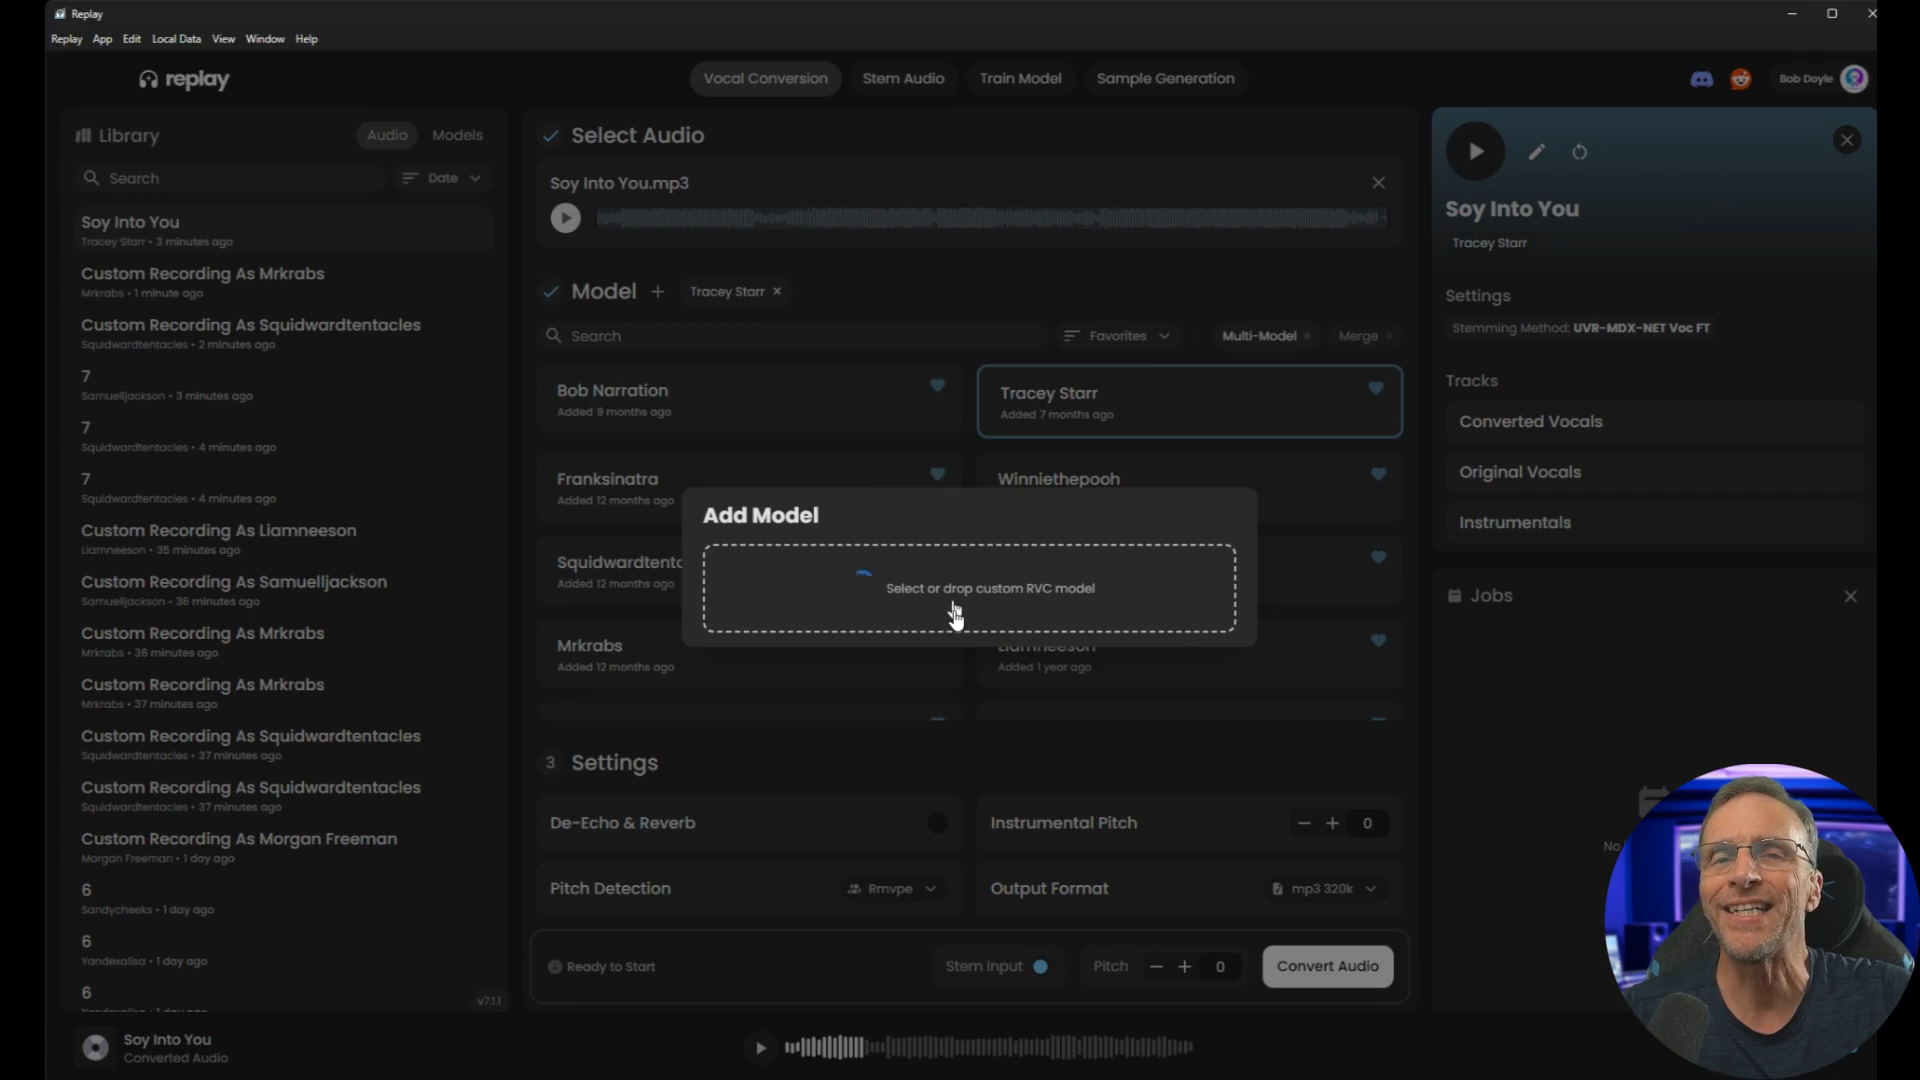 Replay
Replay App Edit Local Data View Window Help
replay
Vocal Conversion
Stem Audio
Train Model
Sample Generation
Bob Doyle
Library
Audio
Models
Search
Date
Soy Into You
Tracey Starr • 3 minutes ago
Custom Recording As Mrkrabs
Mrkrabs • 1 minute ago
Custom Recording As Squidwardtentacles
Squidwardtentacles • 2 minutes ago
7
Samuelljackson • 3 minutes ago
7
Squidwardtentacles • 4 minutes ago
7
Squidwardtentacles • 4 minutes ago
Custom Recording As Liamneeson
Liamneeson • 35 minutes ago
Custom Recording As Samuelljackson
Samuelljackson • 36 minutes ago
Custom Recording As Mrkrabs
Mrkrabs • 36 minutes ago
Custom Recording As Mrkrabs
Mrkrabs • 37 minutes ago
Custom Recording As Squidwardtentacles
Squidwardtentacles • 37 minutes ago
Custom Recording As Squidwardtentacles
Squidwardtentacles • 37 minutes ago
Custom Recording As Morgan Freeman
Morgan Freeman • 1 day ago
6
Sandycheeks • 1 day ago
6
Yandexalisa • 1 day ago
6
Yandexalisa • 1 day ago
v7.1.1
Select Audio
Soy Into You.mp3
Model
Tracey Starr
Search
Favorites
Multi-Model
Merge
Bob Narration
Added 9 months ago
Tracey Starr
Added 7 months ago
Franksinatra
Added 12 months ago
Winniethepooh
Squidwardtento
Added 12 months ago
Mrkrabs
Added 12 months ago
Liamneeson
Added 1 year ago
Add Model
Select or drop custom RVC model
3 Settings
De-Echo & Reverb
Instrumental Pitch
0
Pitch Detection
Rmvpe
Output Format
mp3 320k
Ready to Start
Stem Input
Pitch
0
Convert Audio
Soy Into You
Tracey Starr
Settings
Stemming Method: UVR-MDX-NET Voc FT
Tracks
Converted Vocals
Original Vocals
Instrumentals
Jobs
No
Soy Into You
Converted Audio